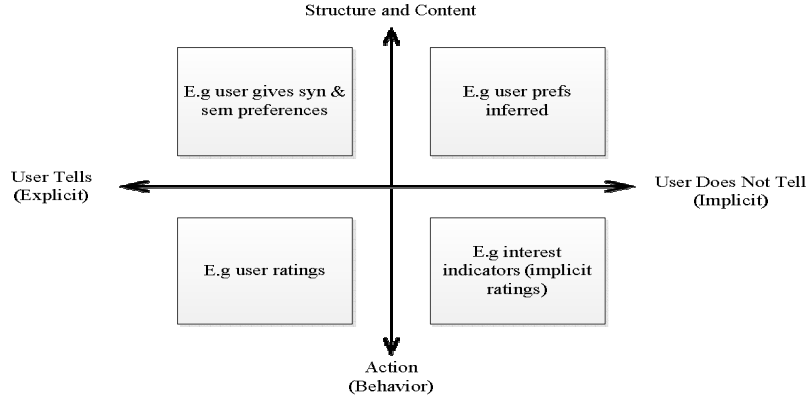 Structure and Content
E.g user gives syn &
sem preferences
E.g user prefs
inferred
User Tells
(Explicit)
User Does Not Tell
(Implicit)
E.g user ratings
E.g interest
indicators (implicit
ratings)
Action
(Behavior)